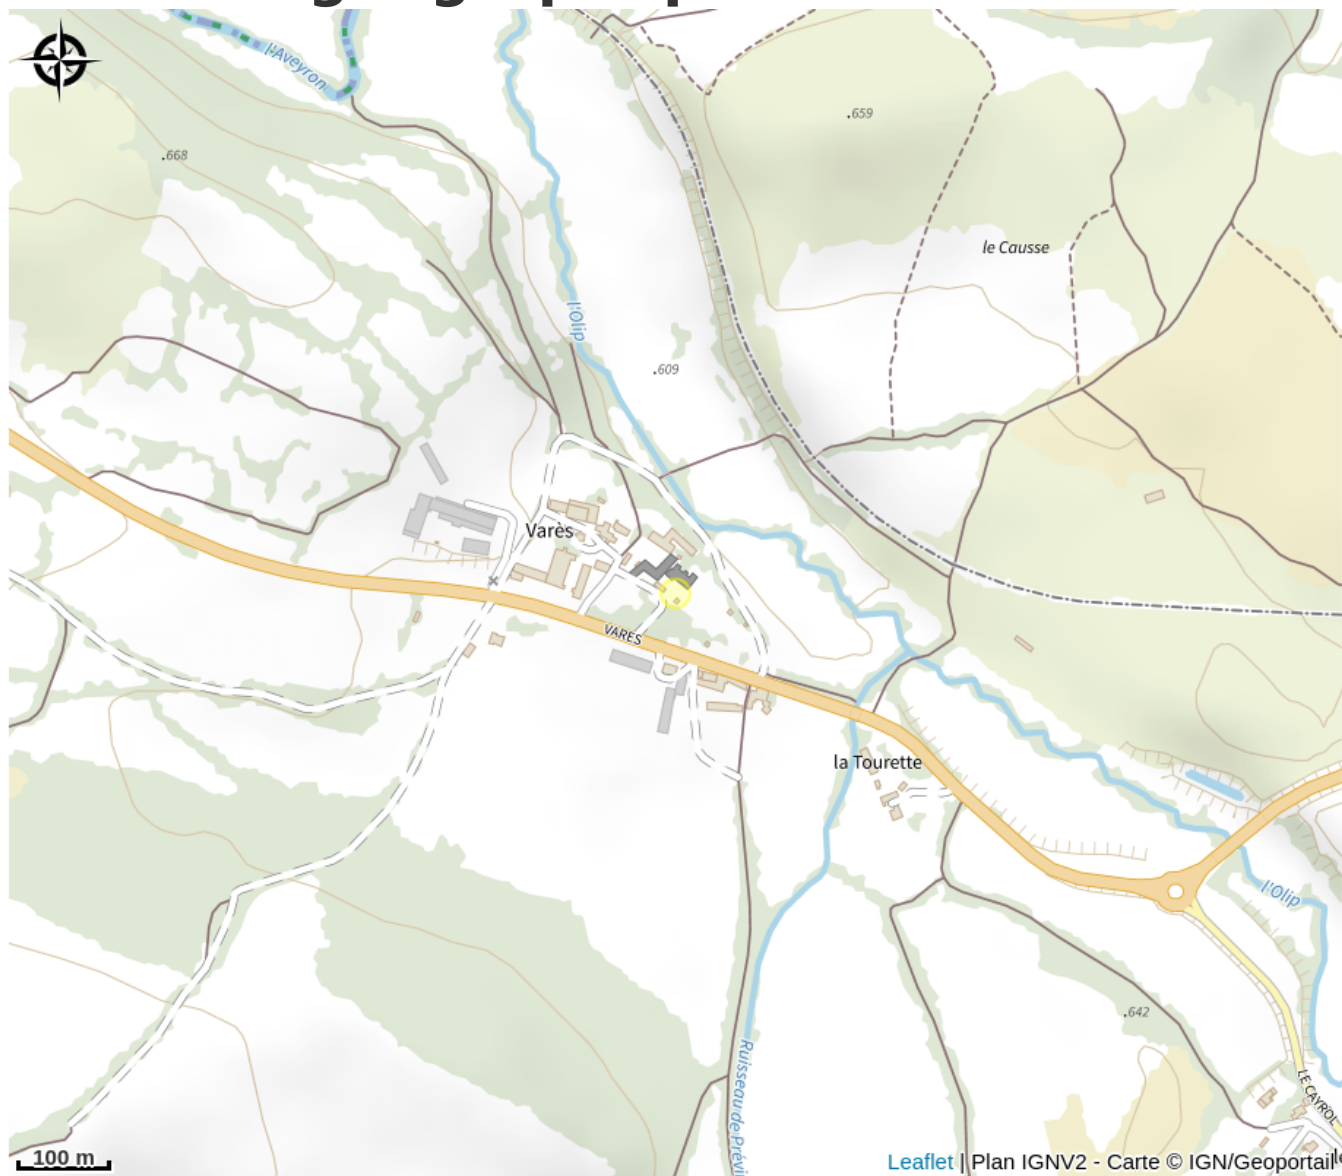 l'Aveyron
.659
.668
le Causse
l'Olip
.609
Varès
VARES
la Tourette
l'Olip
.642
Ruisseau de Prévi
LE CAYROL
100 m
Leaflet | Plan IGNV2 - Carte © IGN/Geoportail